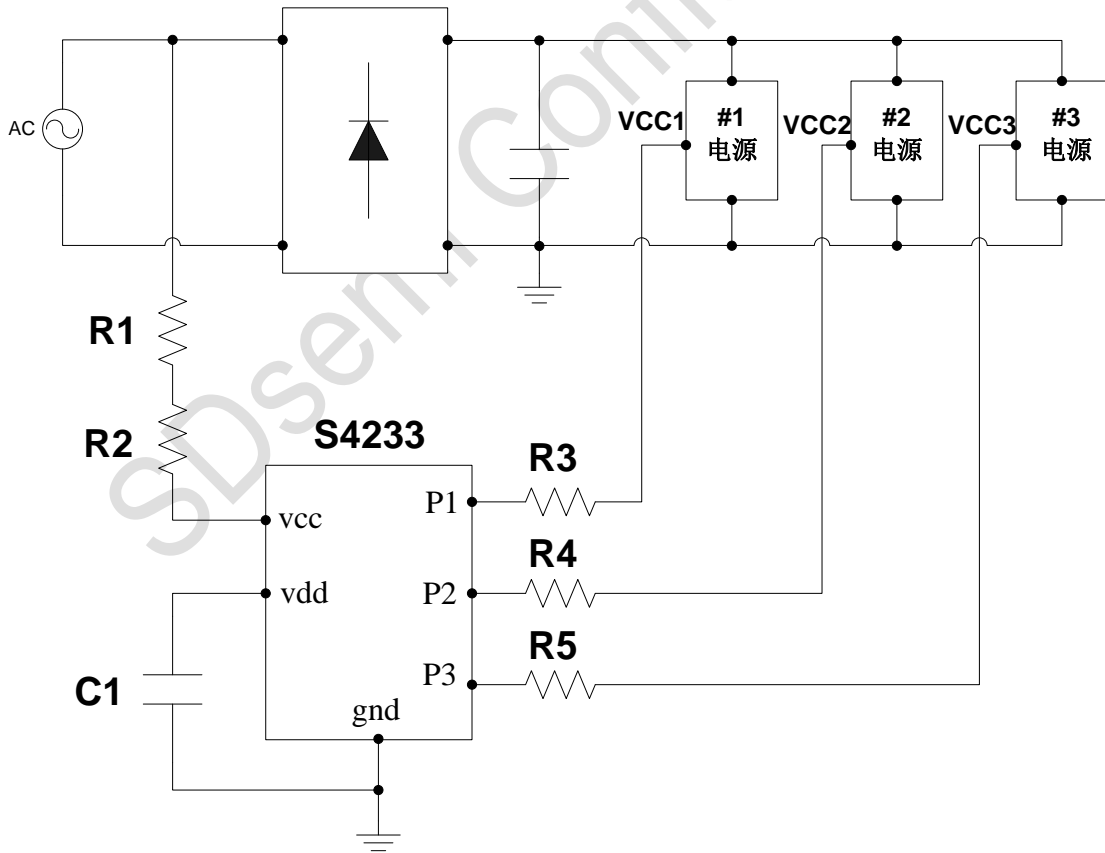 SDsemi Confi
AC
VCC1
#1
电源
VCC2
#2
电源
VCC3
#3
电源
R1
R2
S4233
vcc
vdd
gnd
P1
P2
P3
R3
R4
R5
C1